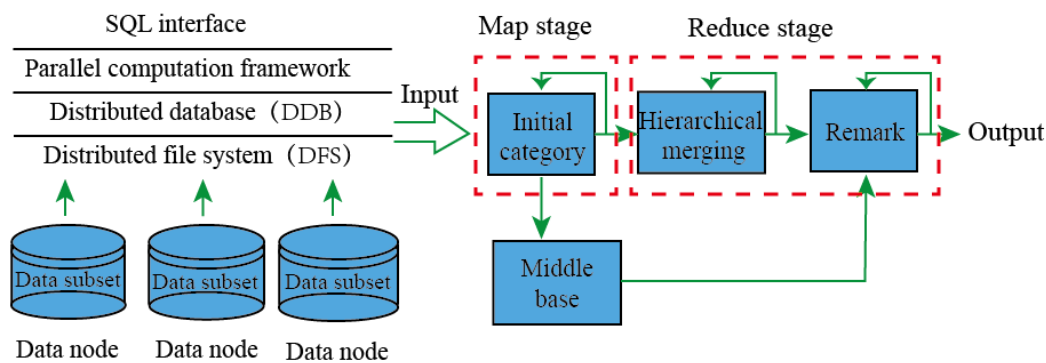 SQL interface
Parallel computation framework
Distributed database (DDB)
Distributed file system (DFS)
Data subset
Data subset
Data subset
Data node
Data node
Data node
Input
Map stage
Reduce stage
Initial
category
Hierarchical
merging
Remark
Output
Middle
base